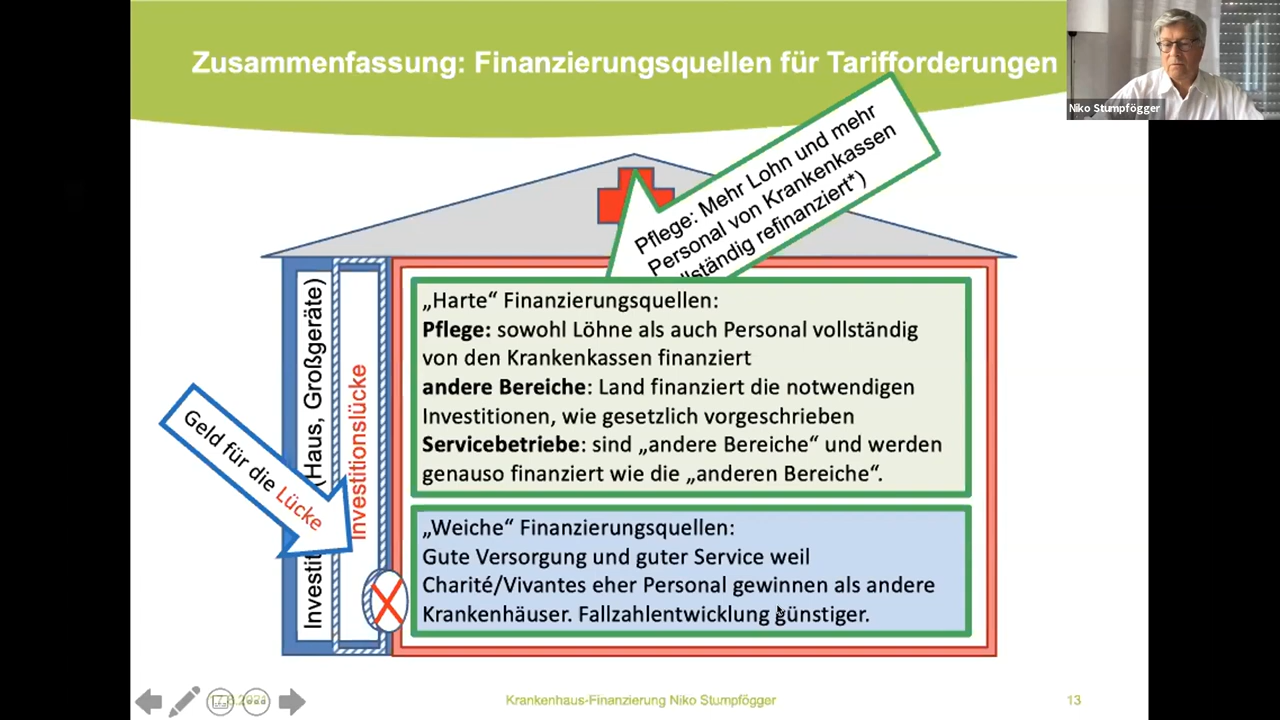 Zusammenfassung: Finanzierungsquellen für Tarifforderungen
Niko Stumpfögger
Pflege: Mehr Lohn und mehr
Personal von Krankenkassen
refinanziert*)
„Harte“ Finanzierungsquellen:
Pflege: sowohl Löhne als auch Personal vollständig
von den Krankenkassen finanziert
andere Bereiche: Land finanziert die notwendigen
Investitionen, wie gesetzlich vorgeschrieben
Servicebetriebe: sind „andere Bereiche“ und werden
genauso finanziert wie die „anderen Bereiche“.
„Weiche“ Finanzierungsquellen:
Gute Versorgung und guter Service weil
Charité/Vivantes eher Personal gewinnen als andere
Krankenhäuser. Fallzahlentwicklung günstiger.
(Haus, Großgeräte)
Investitionslücke
Geld für die Lücke
Krankenhaus-Finanzierung Niko Stumpfögger
13